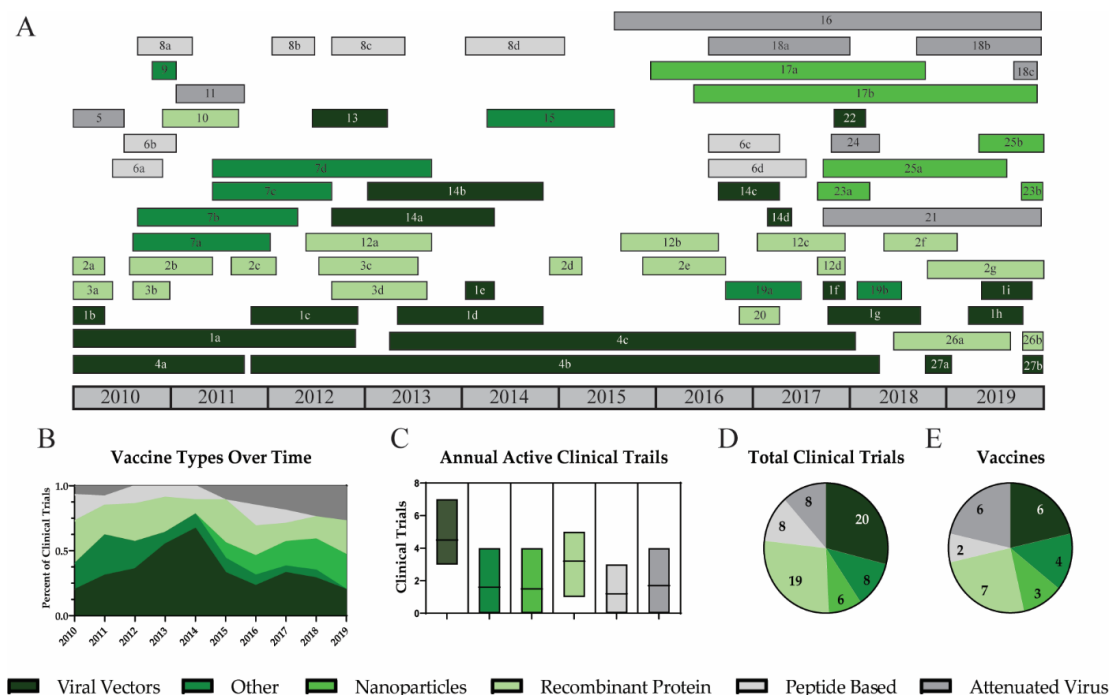 A
16
8a 8b 8c 8d 18a 18b
9 17a 18c
11 17b
5 10 13 15 22
6b 6c 24 25b
6a 7d 6d 25a
7c 14b 14c 23a 23b
7b 14a 14d 21
7a 12a 12b 12c 2f
2a 2b 2c 3c 2d 2e 12d 2g
3a 3b 3d 1e 19a 1f 19b 1i
1b 1c 1d 20 1g 1h
1a 4c 26a 26b
4a 4b 27a 27b
2010 2011 2012 2013 2014 2015 2016 2017 2018 2019
B
Vaccine Types Over Time
Percent of Clinical Trials
1.0
0.5
0.0
2010 2011 2012 2013 2014 2015 2016 2017 2018 2019
C
Annual Active Clinical Trails
Clinical Trials
8
6
4
2
0
D
Total Clinical Trials
8 20
8
19 8
6
E
Vaccines
6 6
2 4
7 3
Viral Vectors Other Nanoparticles Recombinant Protein Peptide Based Attenuated Virus